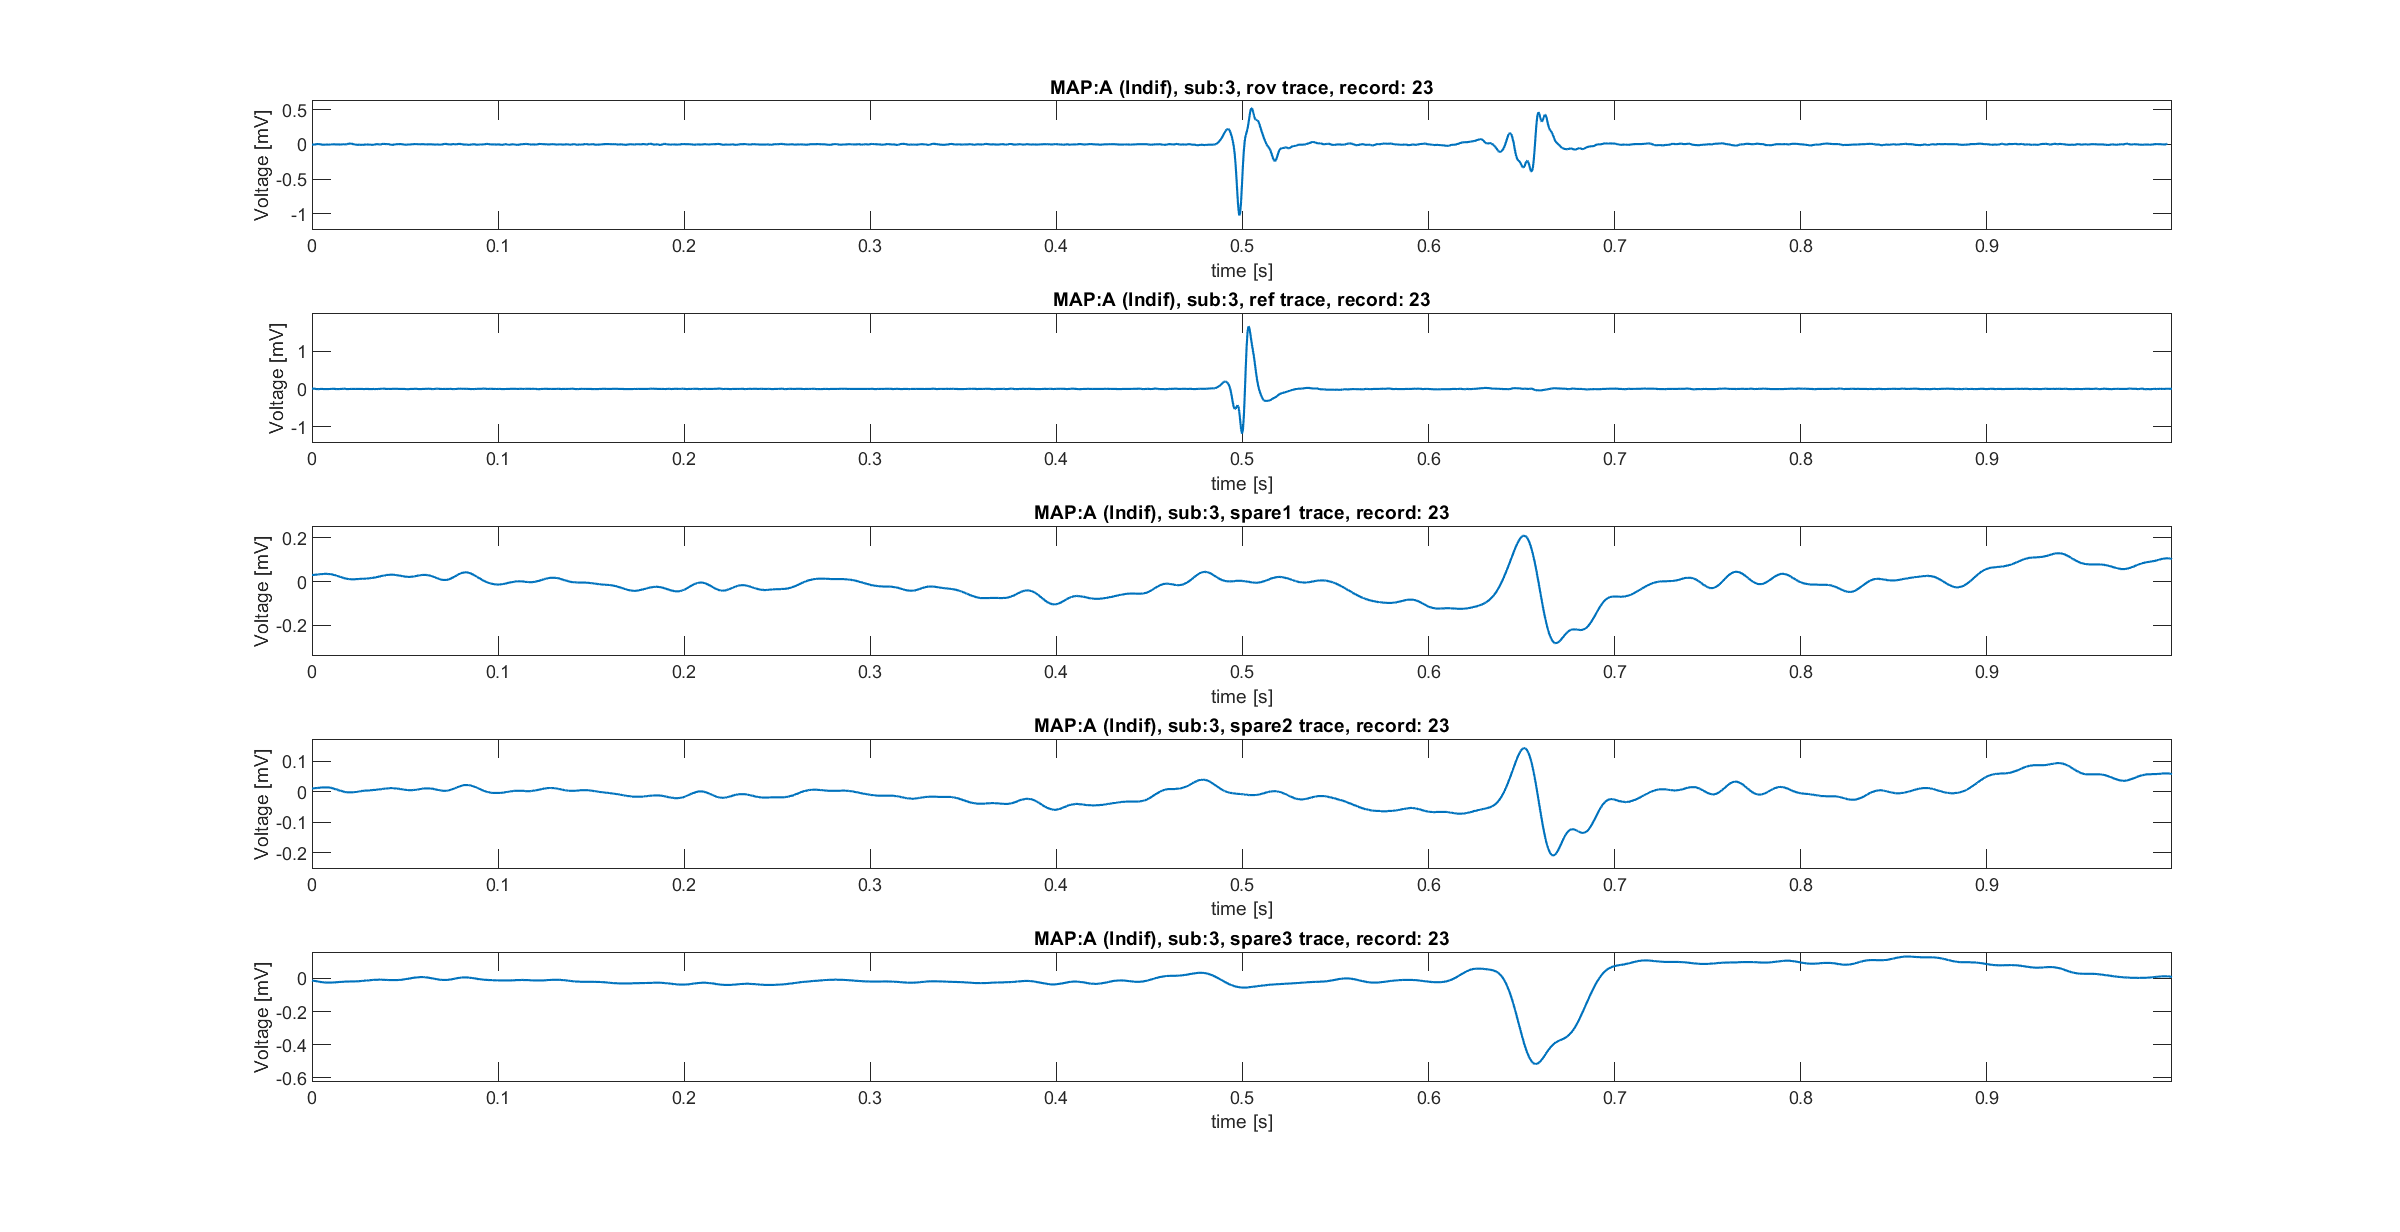 MAP:A (Indif), sub:3, rov trace, record: 23
Voltage [mV]
0.5
0
-0.5
-1
0 0.1 0.2 0.3 0.4 0.5 0.6 0.7 0.8 0.9
time [s]
MAP:A (Indif), sub:3, ref trace, record: 23
Voltage [mV]
1
0
-1
0 0.1 0.2 0.3 0.4 0.5 0.6 0.7 0.8 0.9
time [s]
MAP:A (Indif), sub:3, spare1 trace, record: 23
Voltage [mV]
0.2
0
-0.2
0 0.1 0.2 0.3 0.4 0.5 0.6 0.7 0.8 0.9
time [s]
MAP:A (Indif), sub:3, spare2 trace, record: 23
Voltage [mV]
0.1
0
-0.1
-0.2
0 0.1 0.2 0.3 0.4 0.5 0.6 0.7 0.8 0.9
time [s]
MAP:A (Indif), sub:3, spare3 trace, record: 23
Voltage [mV]
0
-0.2
-0.4
-0.6
0 0.1 0.2 0.3 0.4 0.5 0.6 0.7 0.8 0.9
time [s]